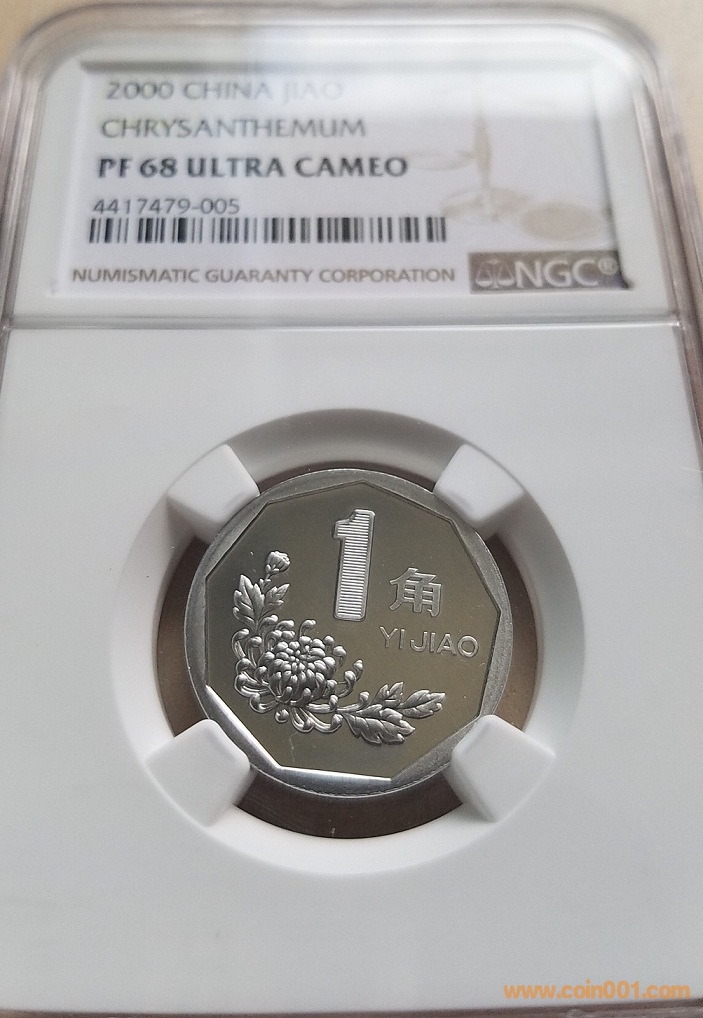 2000 CHINA JIAO
CHRYSANTHEMUM
PF 68 ULTRA CAMEO
4417479-005
NUMISMATIC GUARANTY CORPORATION
NGC®
1
角
YI JIAO
www.coin001.com